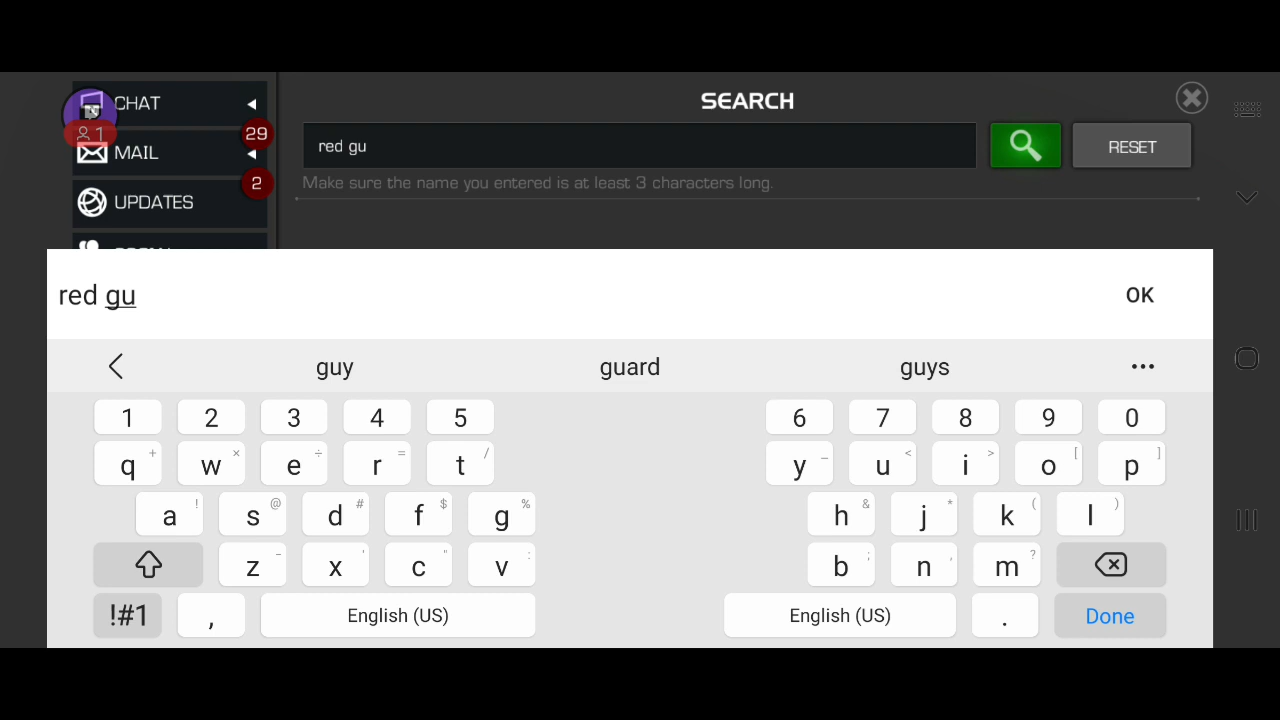 CHAT
1
29
MAIL
2
UPDATES
SEARCH
red gu
RESET
Make sure the name you entered is at least 3 characters long.
red gu
OK
guy guard guys
1 2 3 4 5 6 7 8 9 0
q + w × e ÷ r = t / y _ u < i > o [ p ]
a ! s @ d # f $ g % h & j * k ( l )
z - x ' c " v : b ; n , m ?
!#1 , English (US) English (US) . Done